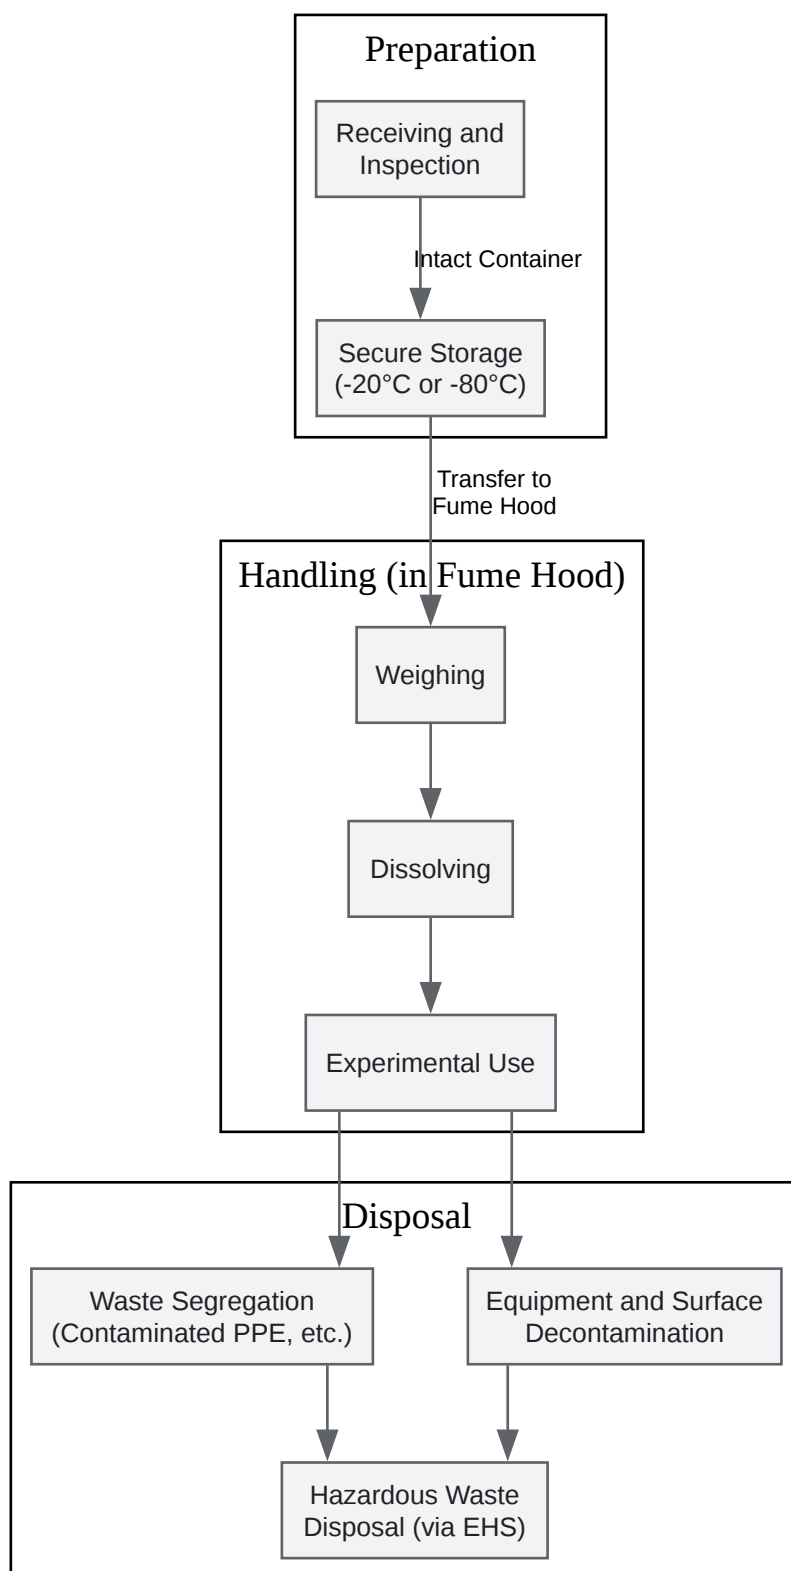 Preparation
Receiving and
Inspection
Intact Container
Secure Storage
(-20°C or -80°C)
Transfer to
Fume Hood
Handling (in Fume Hood)
Weighing
Dissolving
Experimental Use
Disposal
Waste Segregation
(Contaminated PPE, etc.)
Equipment and Surface
Decontamination
Hazardous Waste
Disposal (via EHS)